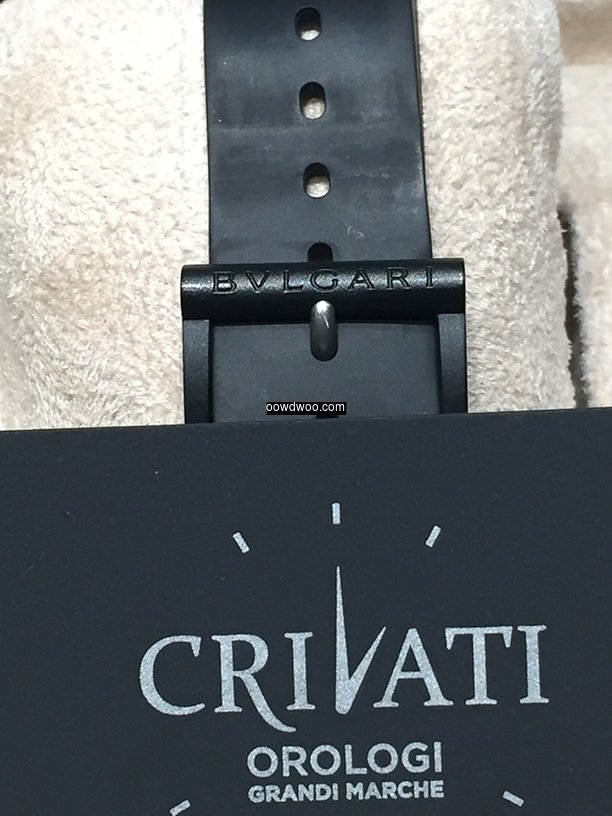 BVLGARI
oowdwoo.com
CRIVATI
OROLOGI
GRANDI MARCHE